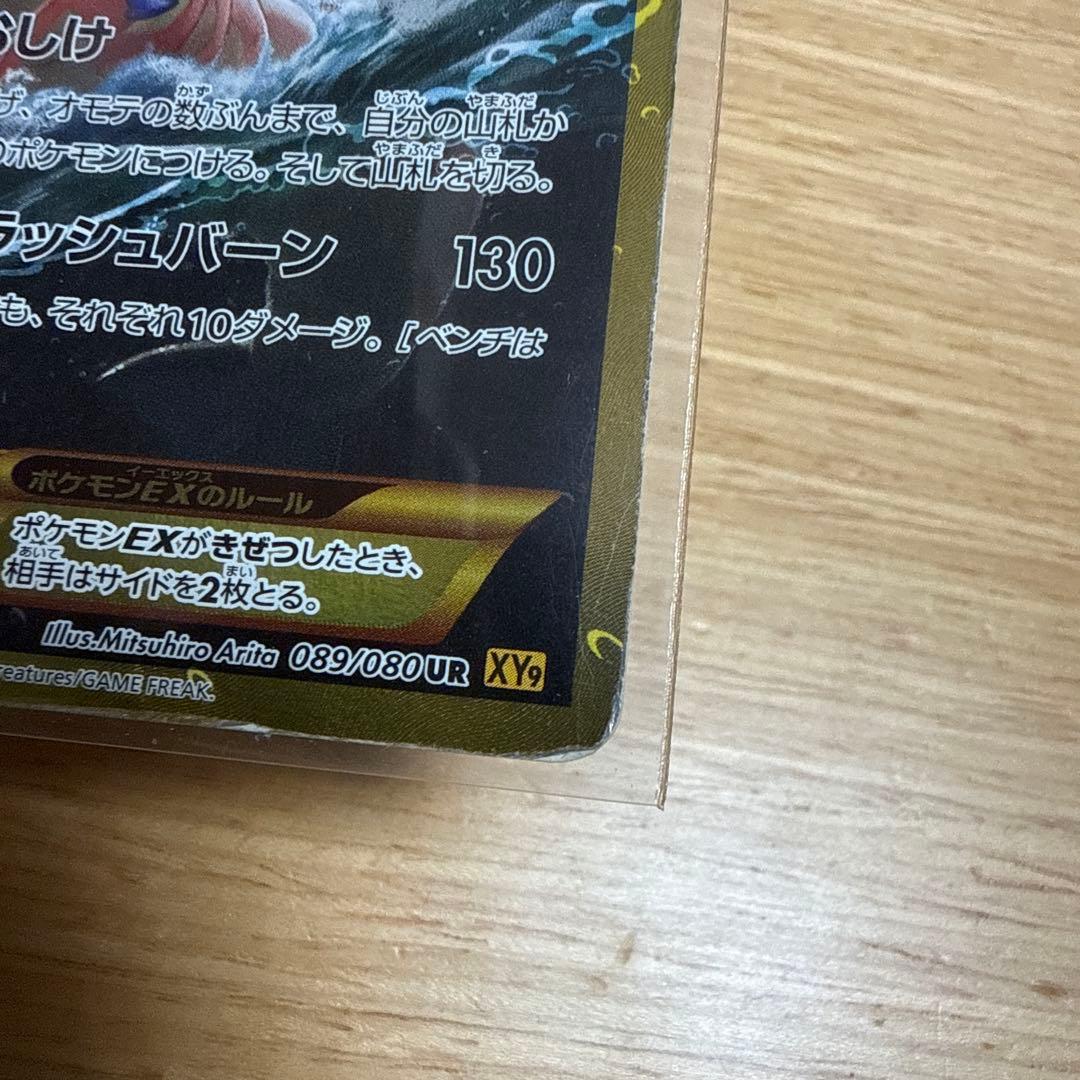 おしけ
げ、オモテの数ぶんまで、自分の山札か
のポケモンにつける。そして山札を切る。
ラッシュバーン 130
も、それぞれ10ダメージ。[ベンチは
ポケモンEXのルール
ポケモンEXがきぜつしたとき、
相手はサイドを2枚とる。
Illus.Mitsuhiro Arita 089/080 UR XY9
reatures/GAME FREAK.